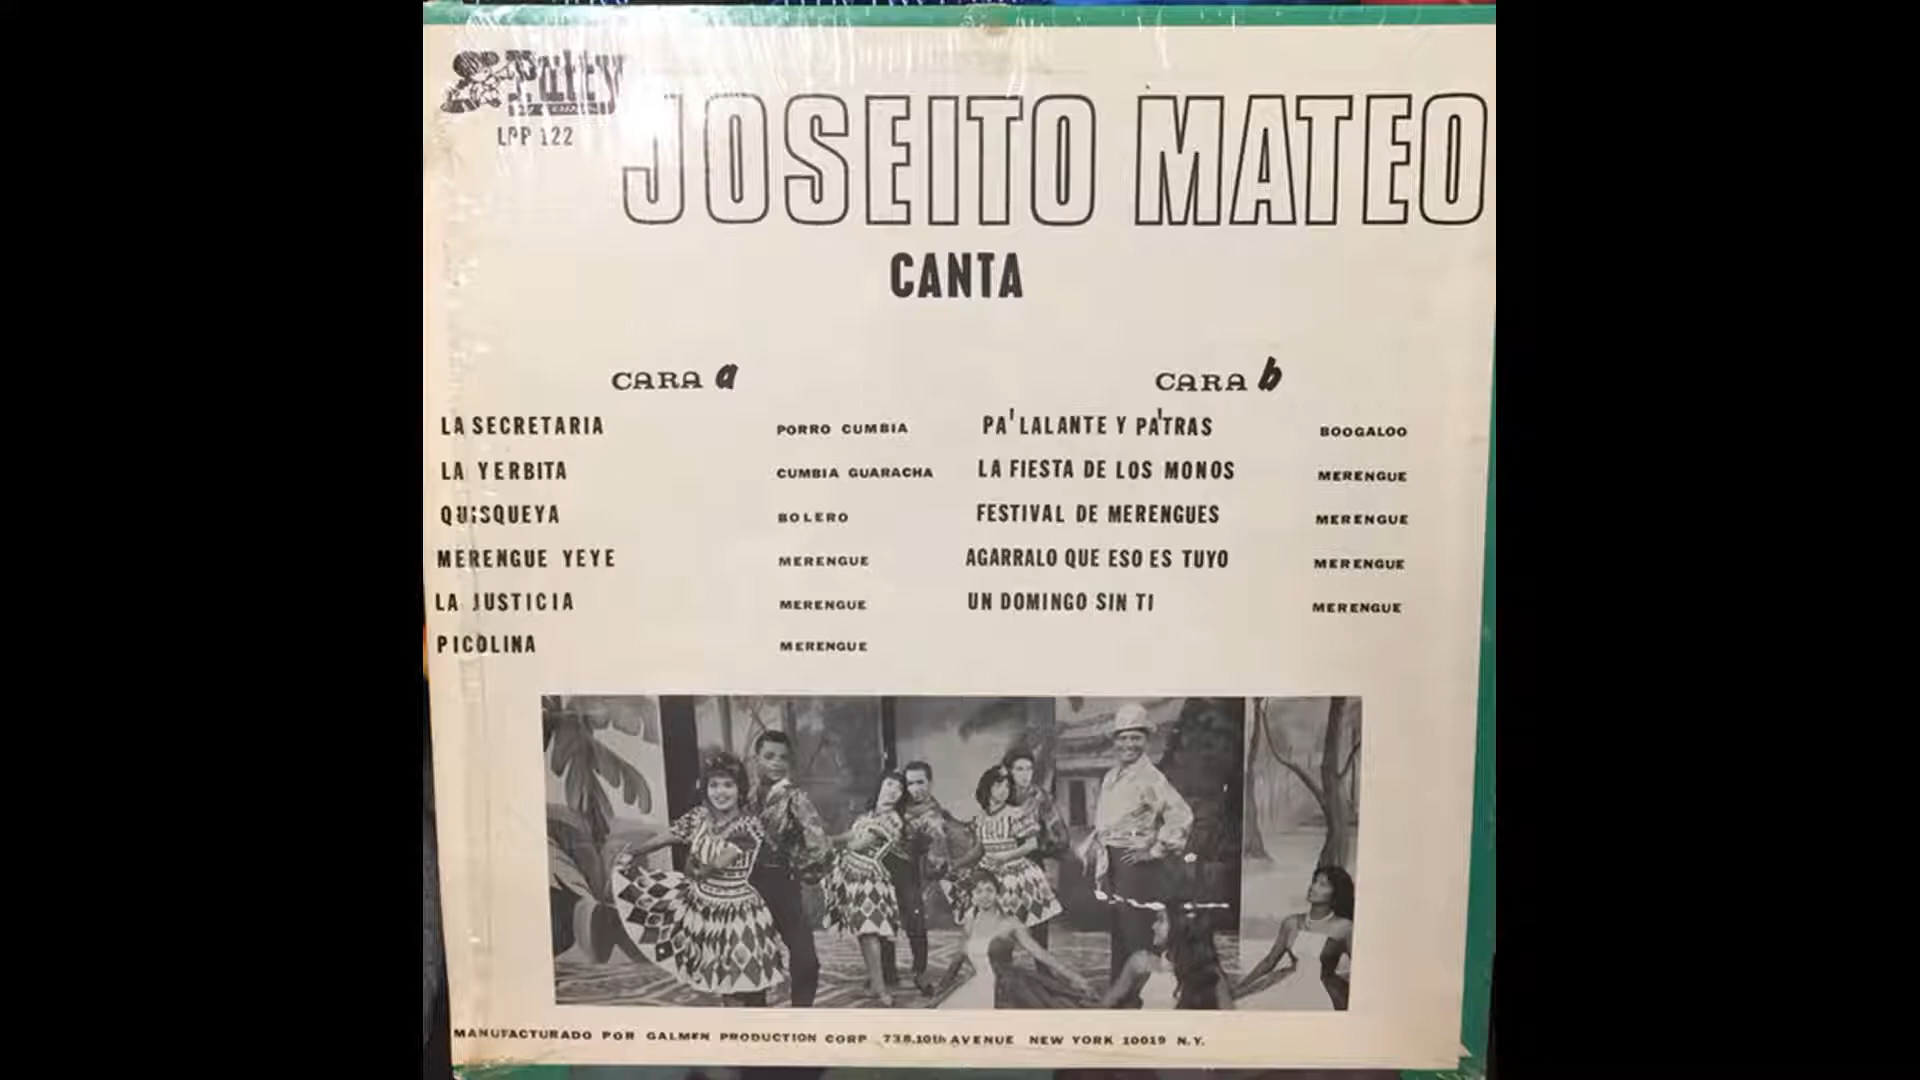 Patty
LPP 122
JOSEITO MATEO
CANTA
CARA a
LA SECRETARIA PORRO CUMBIA
LA YERBITA CUMBIA GUARACHA
QUISQUEYA BOLERO
MERENGUE YEYE MERENGUE
LA JUSTICIA MERENGUE
PICOLINA MERENGUE
CARA b
PA'LALANTE Y PA'TRAS BOOGALOO
LA FIESTA DE LOS MONOS MERENGUE
FESTIVAL DE MERENGUES MERENGUE
AGARRALO QUE ESO ES TUYO MERENGUE
UN DOMINGO SIN TI MERENGUE
MANUFACTURADO POR GALMEN PRODUCTION CORP 738.10th AVENUE NEW YORK 10019 N.Y.